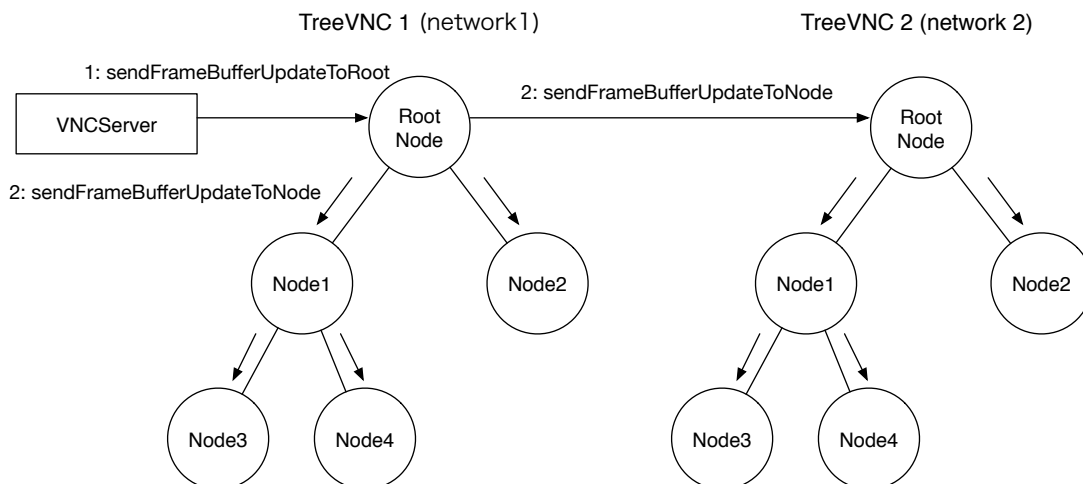 TreeVNC 1 (network1)
TreeVNC 2 (network 2)
1: sendFrameBufferUpdateToRoot
2: sendFrameBufferUpdateToNode
VNCServer
Root
Node
Root
Node
2: sendFrameBufferUpdateToNode
Node1
Node2
Node1
Node2
Node3
Node4
Node3
Node4